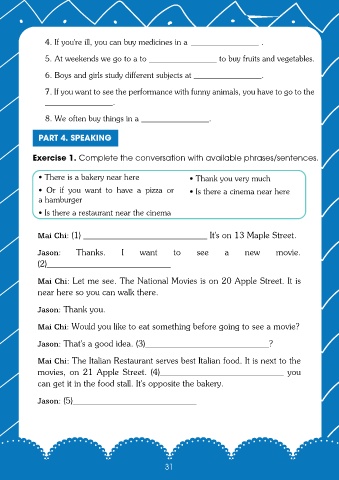 4. If you're ill, you can buy medicines in a ________________ .
5. At weekends we go to a to ________________ to buy fruits and vegetables.
6. Boys and girls study different subjects at ________________.
7. If you want to see the performance with funny animals, you have to go to the
________________.
8. We often buy things in a ________________.
PART 4. SPEAKING
Exercise 1. Complete the conversation with available phrases/sentences.
• There is a bakery near here
• Or if you want to have a pizza or
a hamburger
• Is there a restaurant near the cinema
• Thank you very much
• Is there a cinema near here
Mai Chi: (1) ______________________________ It's on 13 Maple Street.
Jason: Thanks. I want to see a new movie.
(2)______________________________
Mai Chi: Let me see. The National Movies is on 20 Apple Street. It is
near here so you can walk there.
Jason: Thank you.
Mai Chi: Would you like to eat something before going to see a movie?
Jason: That's a good idea. (3)______________________________?
Mai Chi: The Italian Restaurant serves best Italian food. It is next to the
movies, on 21 Apple Street. (4)______________________________ you
can get it in the food stall. It's opposite the bakery.
Jason: (5)______________________________
31